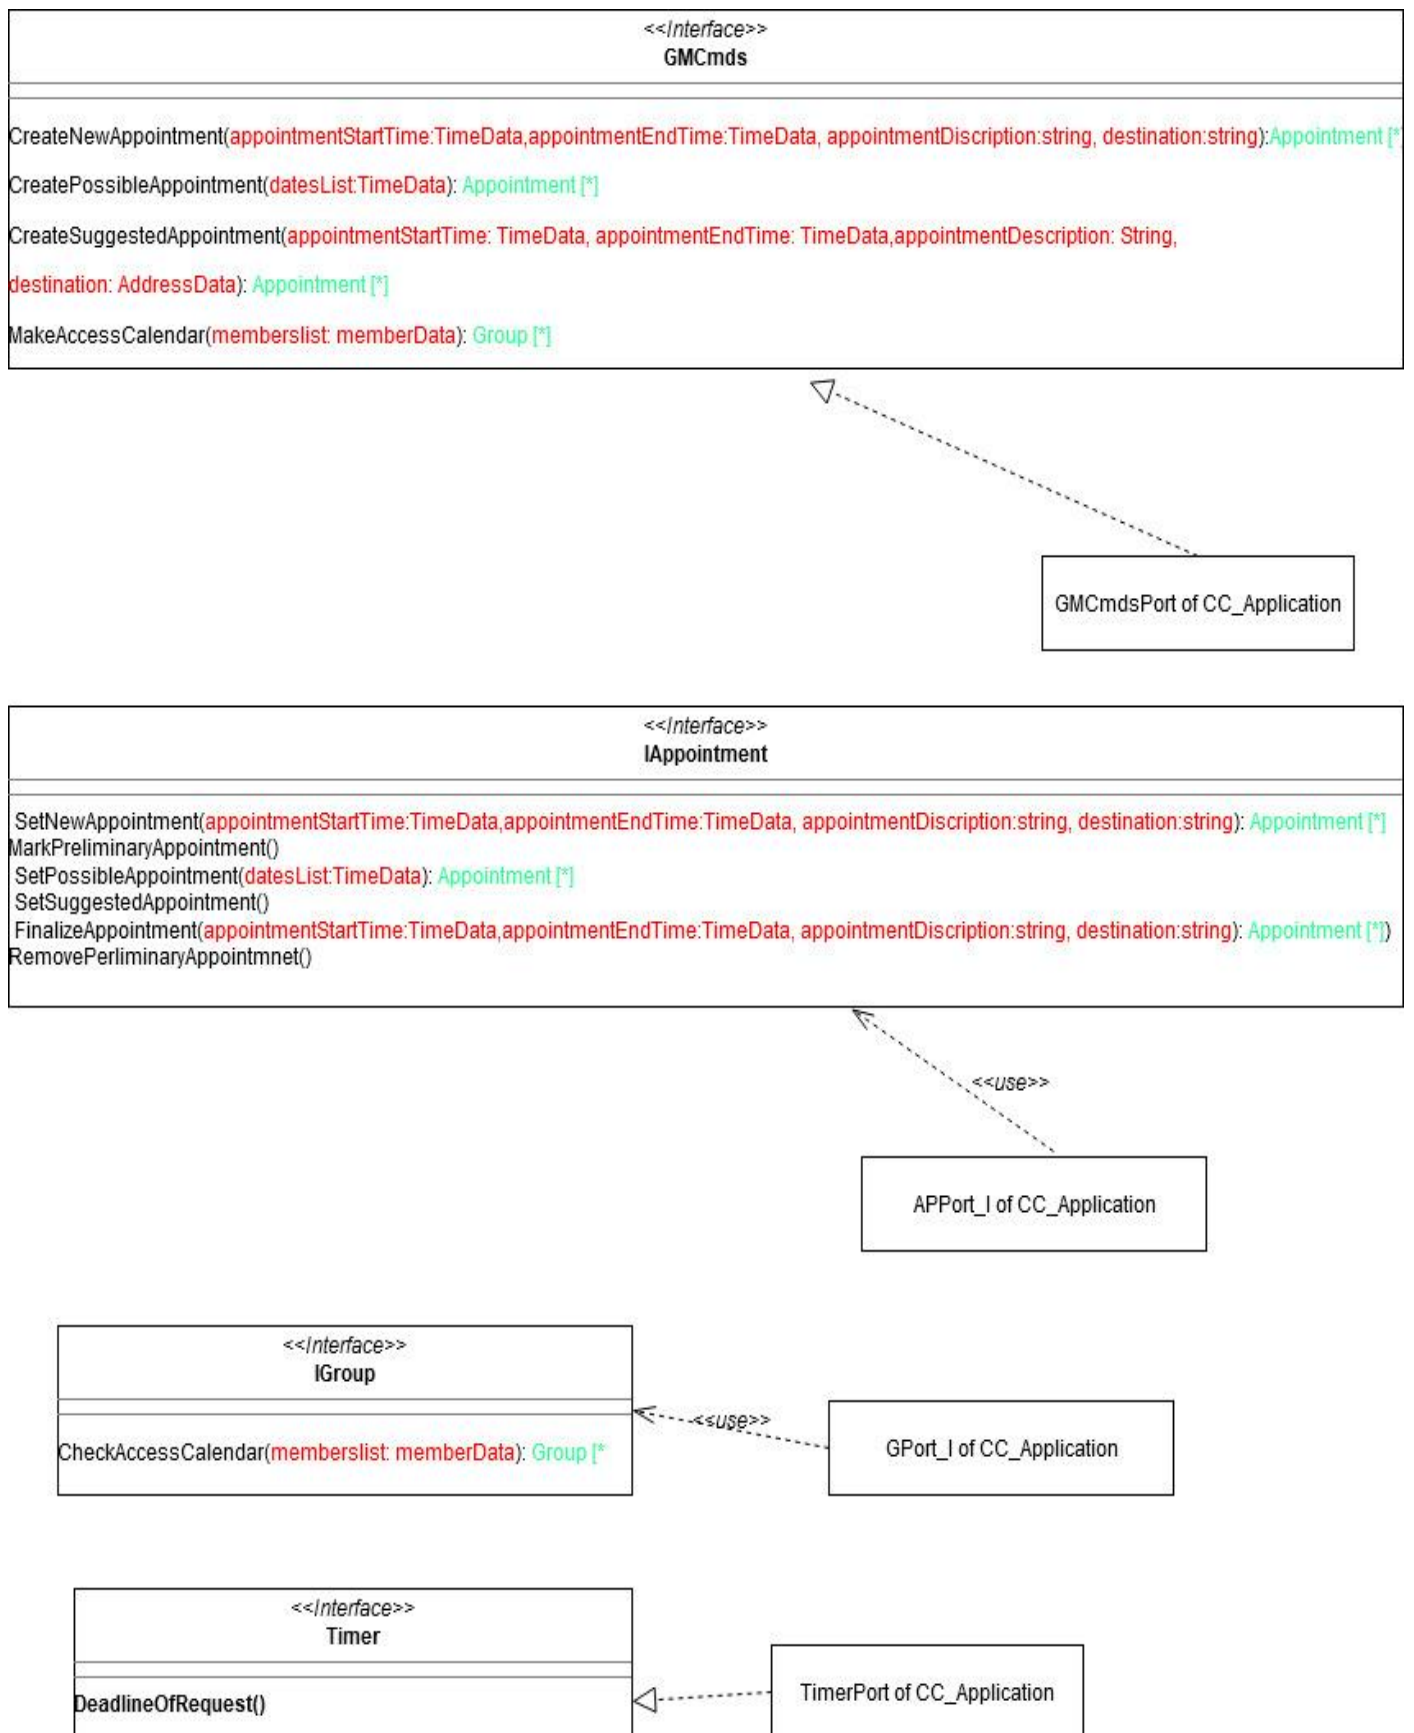 <<Interface>>
GMCmds
CreateNewAppointment(appointmentStartTime:TimeData,appointmentEndTime:TimeData, appointmentDiscription:string, destination:string):Appointment [*]
CreatePossibleAppointment(datesList:TimeData): Appointment [*]
CreateSuggestedAppointment(appointmentStartTime: TimeData, appointmentEndTime: TimeData,appointmentDescription: String,
destination: AddressData): Appointment [*]
MakeAccessCalendar(memberslist: memberData): Group [*]
GMCmdsPort of CC_Application
<<Interface>>
IAppointment
SetNewAppointment(appointmentStartTime:TimeData,appointmentEndTime:TimeData, appointmentDiscription:string, destination:string): Appointment [*]
MarkPreliminaryAppointment()
SetPossibleAppointment(datesList:TimeData): Appointment [*]
SetSuggestedAppointment()
FinalizeAppointment(appointmentStartTime:TimeData,appointmentEndTime:TimeData, appointmentDiscription:string, destination:string): Appointment [*])
RemovePerliminaryAppointmnet()
<<use>>
APPort_I of CC_Application
<<Interface>>
IGroup
CheckAccessCalendar(memberslist: memberData): Group [*
<<use>>
GPort_I of CC_Application
<<Interface>>
Timer
DeadlineOfRequest()
TimerPort of CC_Application